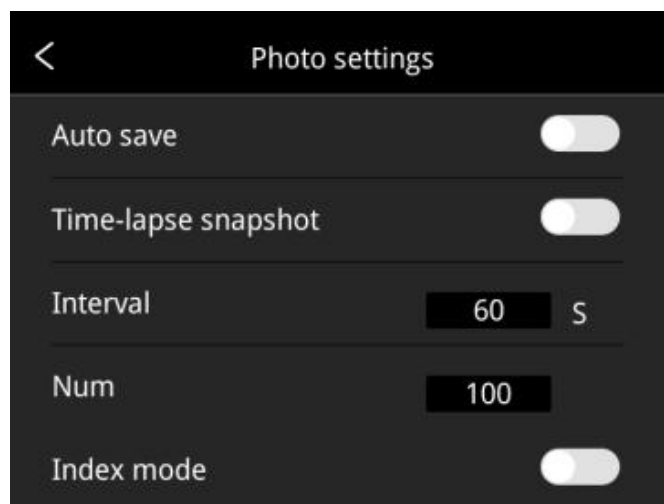 Photo settings
Auto save
Time-lapse snapshot
Interval 60 S
Num 100
Index mode